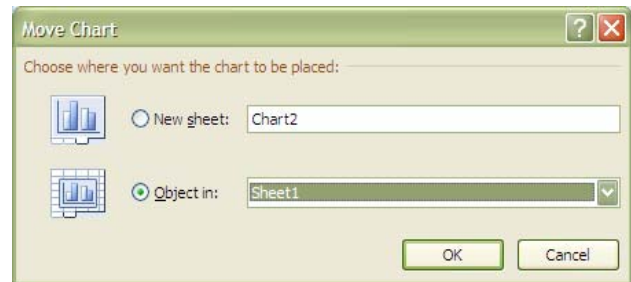 Move Chart
Choose where you want the chart to be placed:
New sheet: Chart2
Object in: Sheet1
OK Cancel